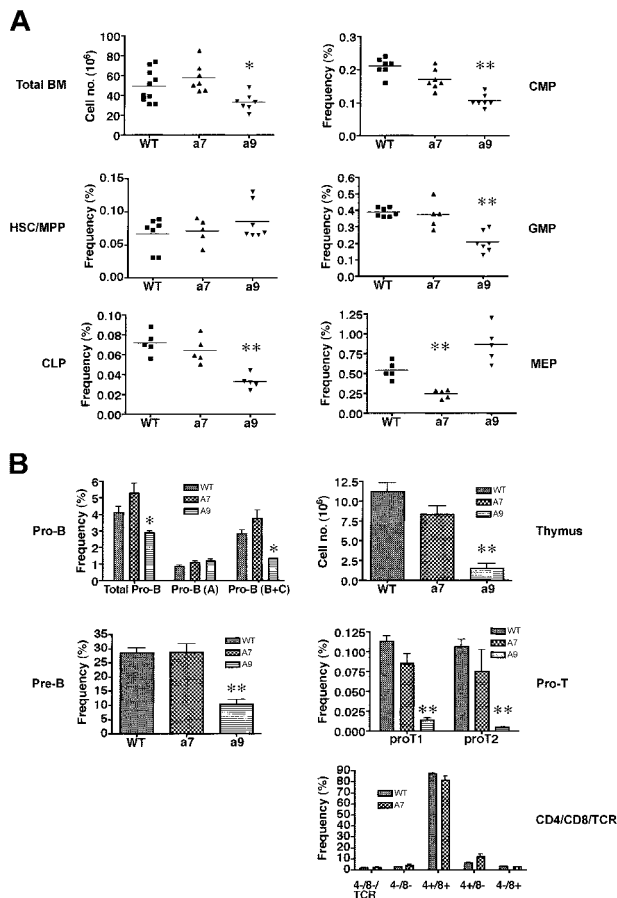 A
Total BM
Cell no. (10⁶)
100
80
60
40
20
0
*
WT
a7
a9
Frequency (%)
0.3
0.2
0.1
0.0
**
WT
a7
a9
CMP
HSC/MPP
Frequency (%)
0.15
0.10
0.05
0.00
WT
a7
a9
Frequency (%)
0.6
0.5
0.4
0.3
0.2
0.1
0.0
**
WT
a7
a9
GMP
CLP
Frequency (%)
0.10
0.08
0.06
0.04
0.02
0.00
**
WT
a7
a9
Frequency (%)
1.25
1.00
0.75
0.50
0.25
0.00
**
WT
a7
a9
MEP
B
Pro-B
Frequency (%)
6
5
4
3
2
1
0
WT
A7
A9
*
*
Total Pro-B
Pro-B (A)
Pro-B (B+C)
Cell no. (10⁶)
12.5
10.0
7.5
5.0
2.5
0.0
WT
A7
A9
**
WT
a7
a9
Thymus
Pre-B
Frequency (%)
35
30
25
20
15
10
5
0
WT
A7
A9
**
WT
a7
a9
Frequency (%)
0.125
0.100
0.075
0.050
0.025
0.000
WT
A7
A9
**
**
proT1
proT2
Pro-T
Frequency (%)
90
80
70
60
50
40
30
20
10
0
WT
A7
4-/8-/
TCR
4-/8-
4+/8+
4+/8-
4-/8+
CD4/CD8/TCR